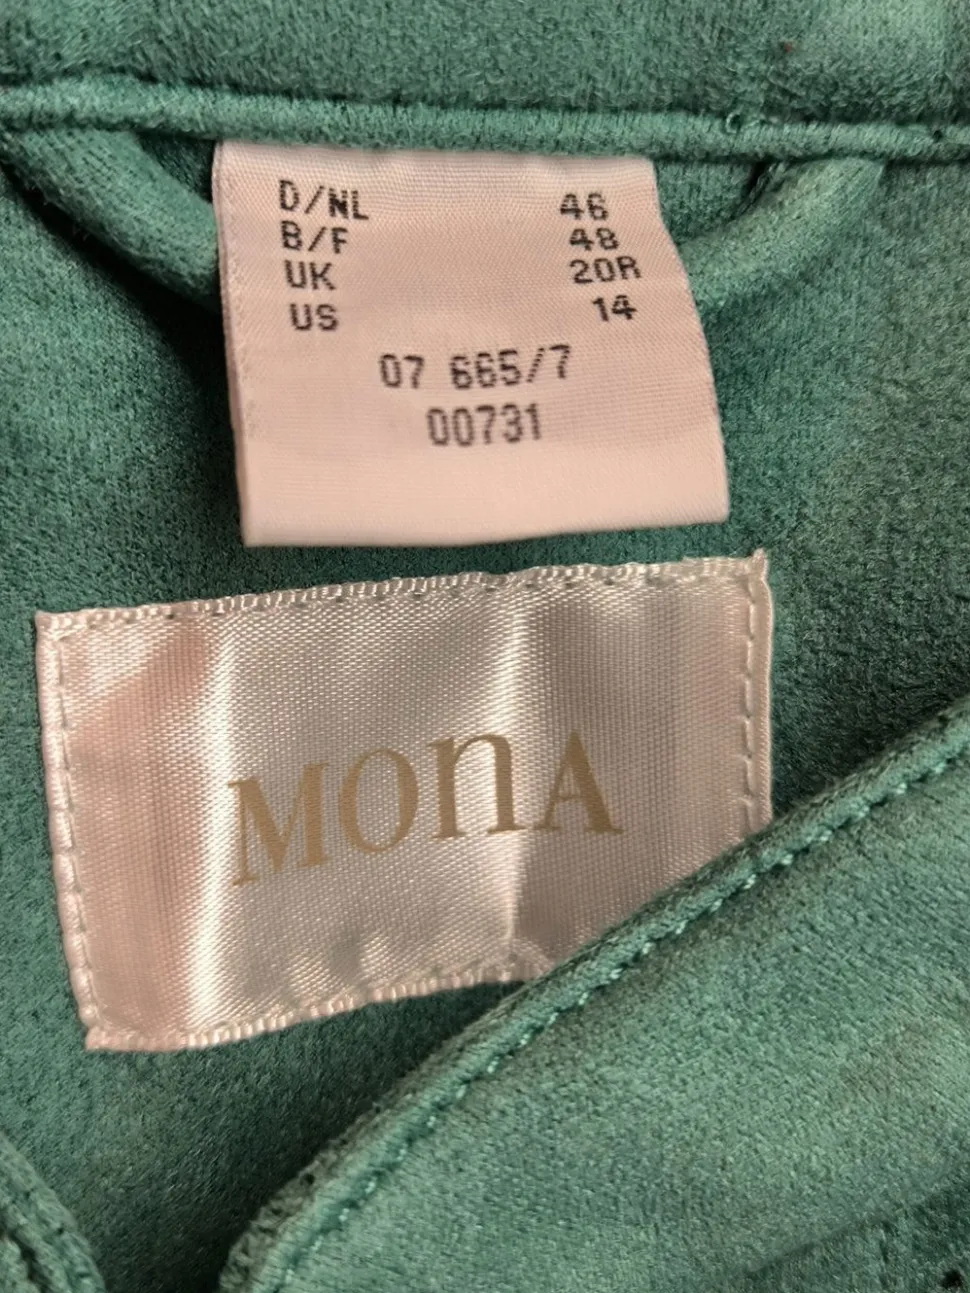 D/NL 46
B/F 48
UK 20R
US 14
07 665/7
00731
MOnA